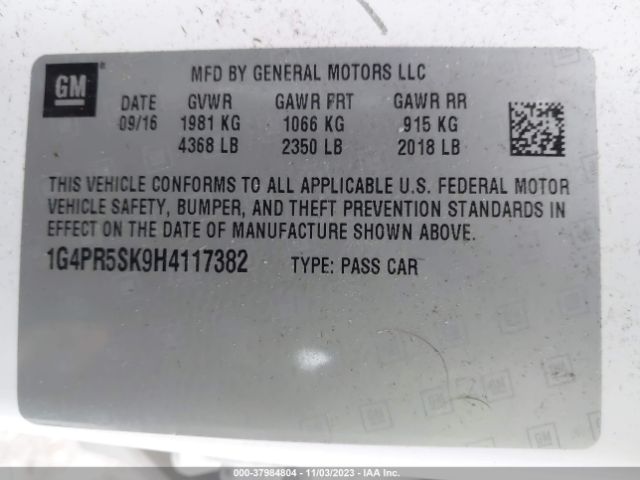 GM ®
MFD BY GENERAL MOTORS LLC
DATE GVWR GAWR FRT GAWR RR
09/16 1981 KG 1066 KG 915 KG
4368 LB 2350 LB 2018 LB
THIS VEHICLE CONFORMS TO ALL APPLICABLE U.S. FEDERAL MOTOR
VEHICLE SAFETY, BUMPER, AND THEFT PREVENTION STANDARDS IN
EFFECT ON THE DATE OF MANUFACTURE SHOWN ABOVE.
1G4PR5SK9H4117382 TYPE: PASS CAR
000-37984804 | 11/03/2023 | IAA Inc.